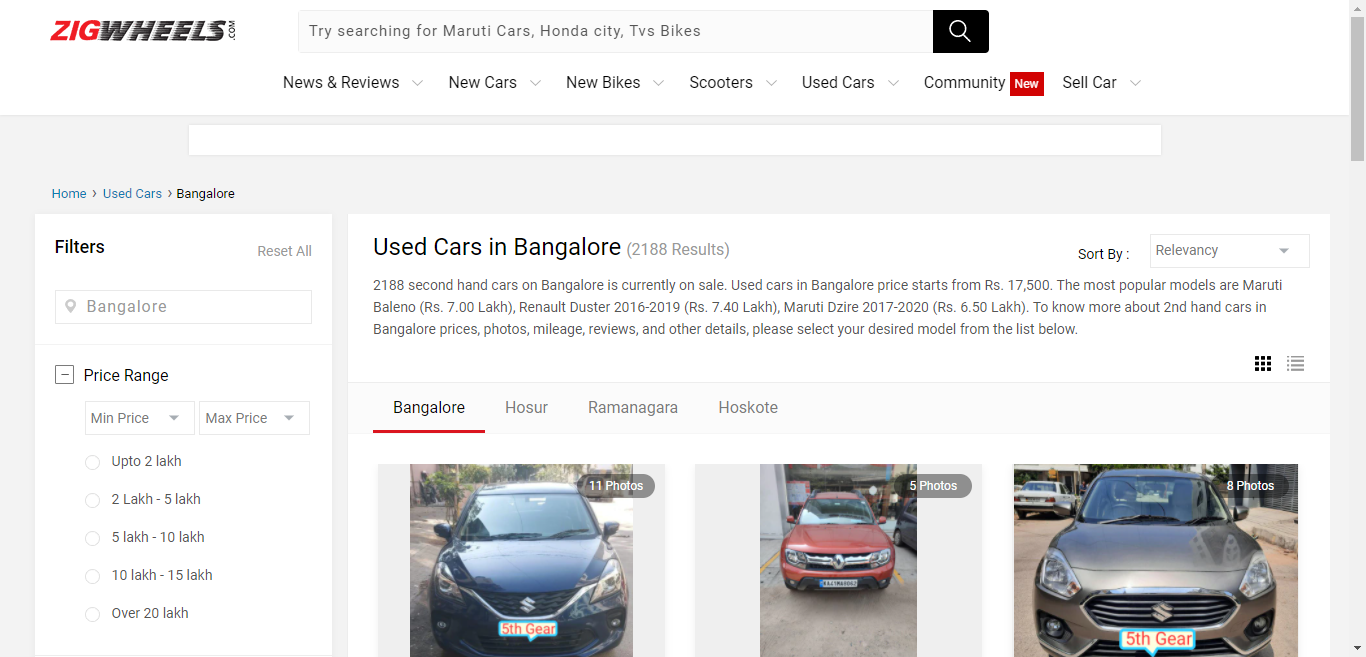 ZIGWHEELS.COM
Try searching for Maruti Cars, Honda city, Tvs Bikes
News & Reviews New Cars New Bikes Scooters Used Cars Community New Sell Car
Home › Used Cars › Bangalore
Filters
Reset All
Bangalore
Price Range
Min Price Max Price
Upto 2 lakh
2 Lakh - 5 lakh
5 lakh - 10 lakh
10 lakh - 15 lakh
Over 20 lakh
Used Cars in Bangalore (2188 Results)
Sort By : Relevancy
2188 second hand cars on Bangalore is currently on sale. Used cars in Bangalore price starts from Rs. 17,500. The most popular models are Maruti
Baleno (Rs. 7.00 Lakh), Renault Duster 2016-2019 (Rs. 7.40 Lakh), Maruti Dzire 2017-2020 (Rs. 6.50 Lakh). To know more about 2nd hand cars in
Bangalore prices, photos, mileage, reviews, and other details, please select your desired model from the list below.
Bangalore Hosur Ramanagara Hoskote
11 Photos
5th Gear
5 Photos
8 Photos
5th Gear